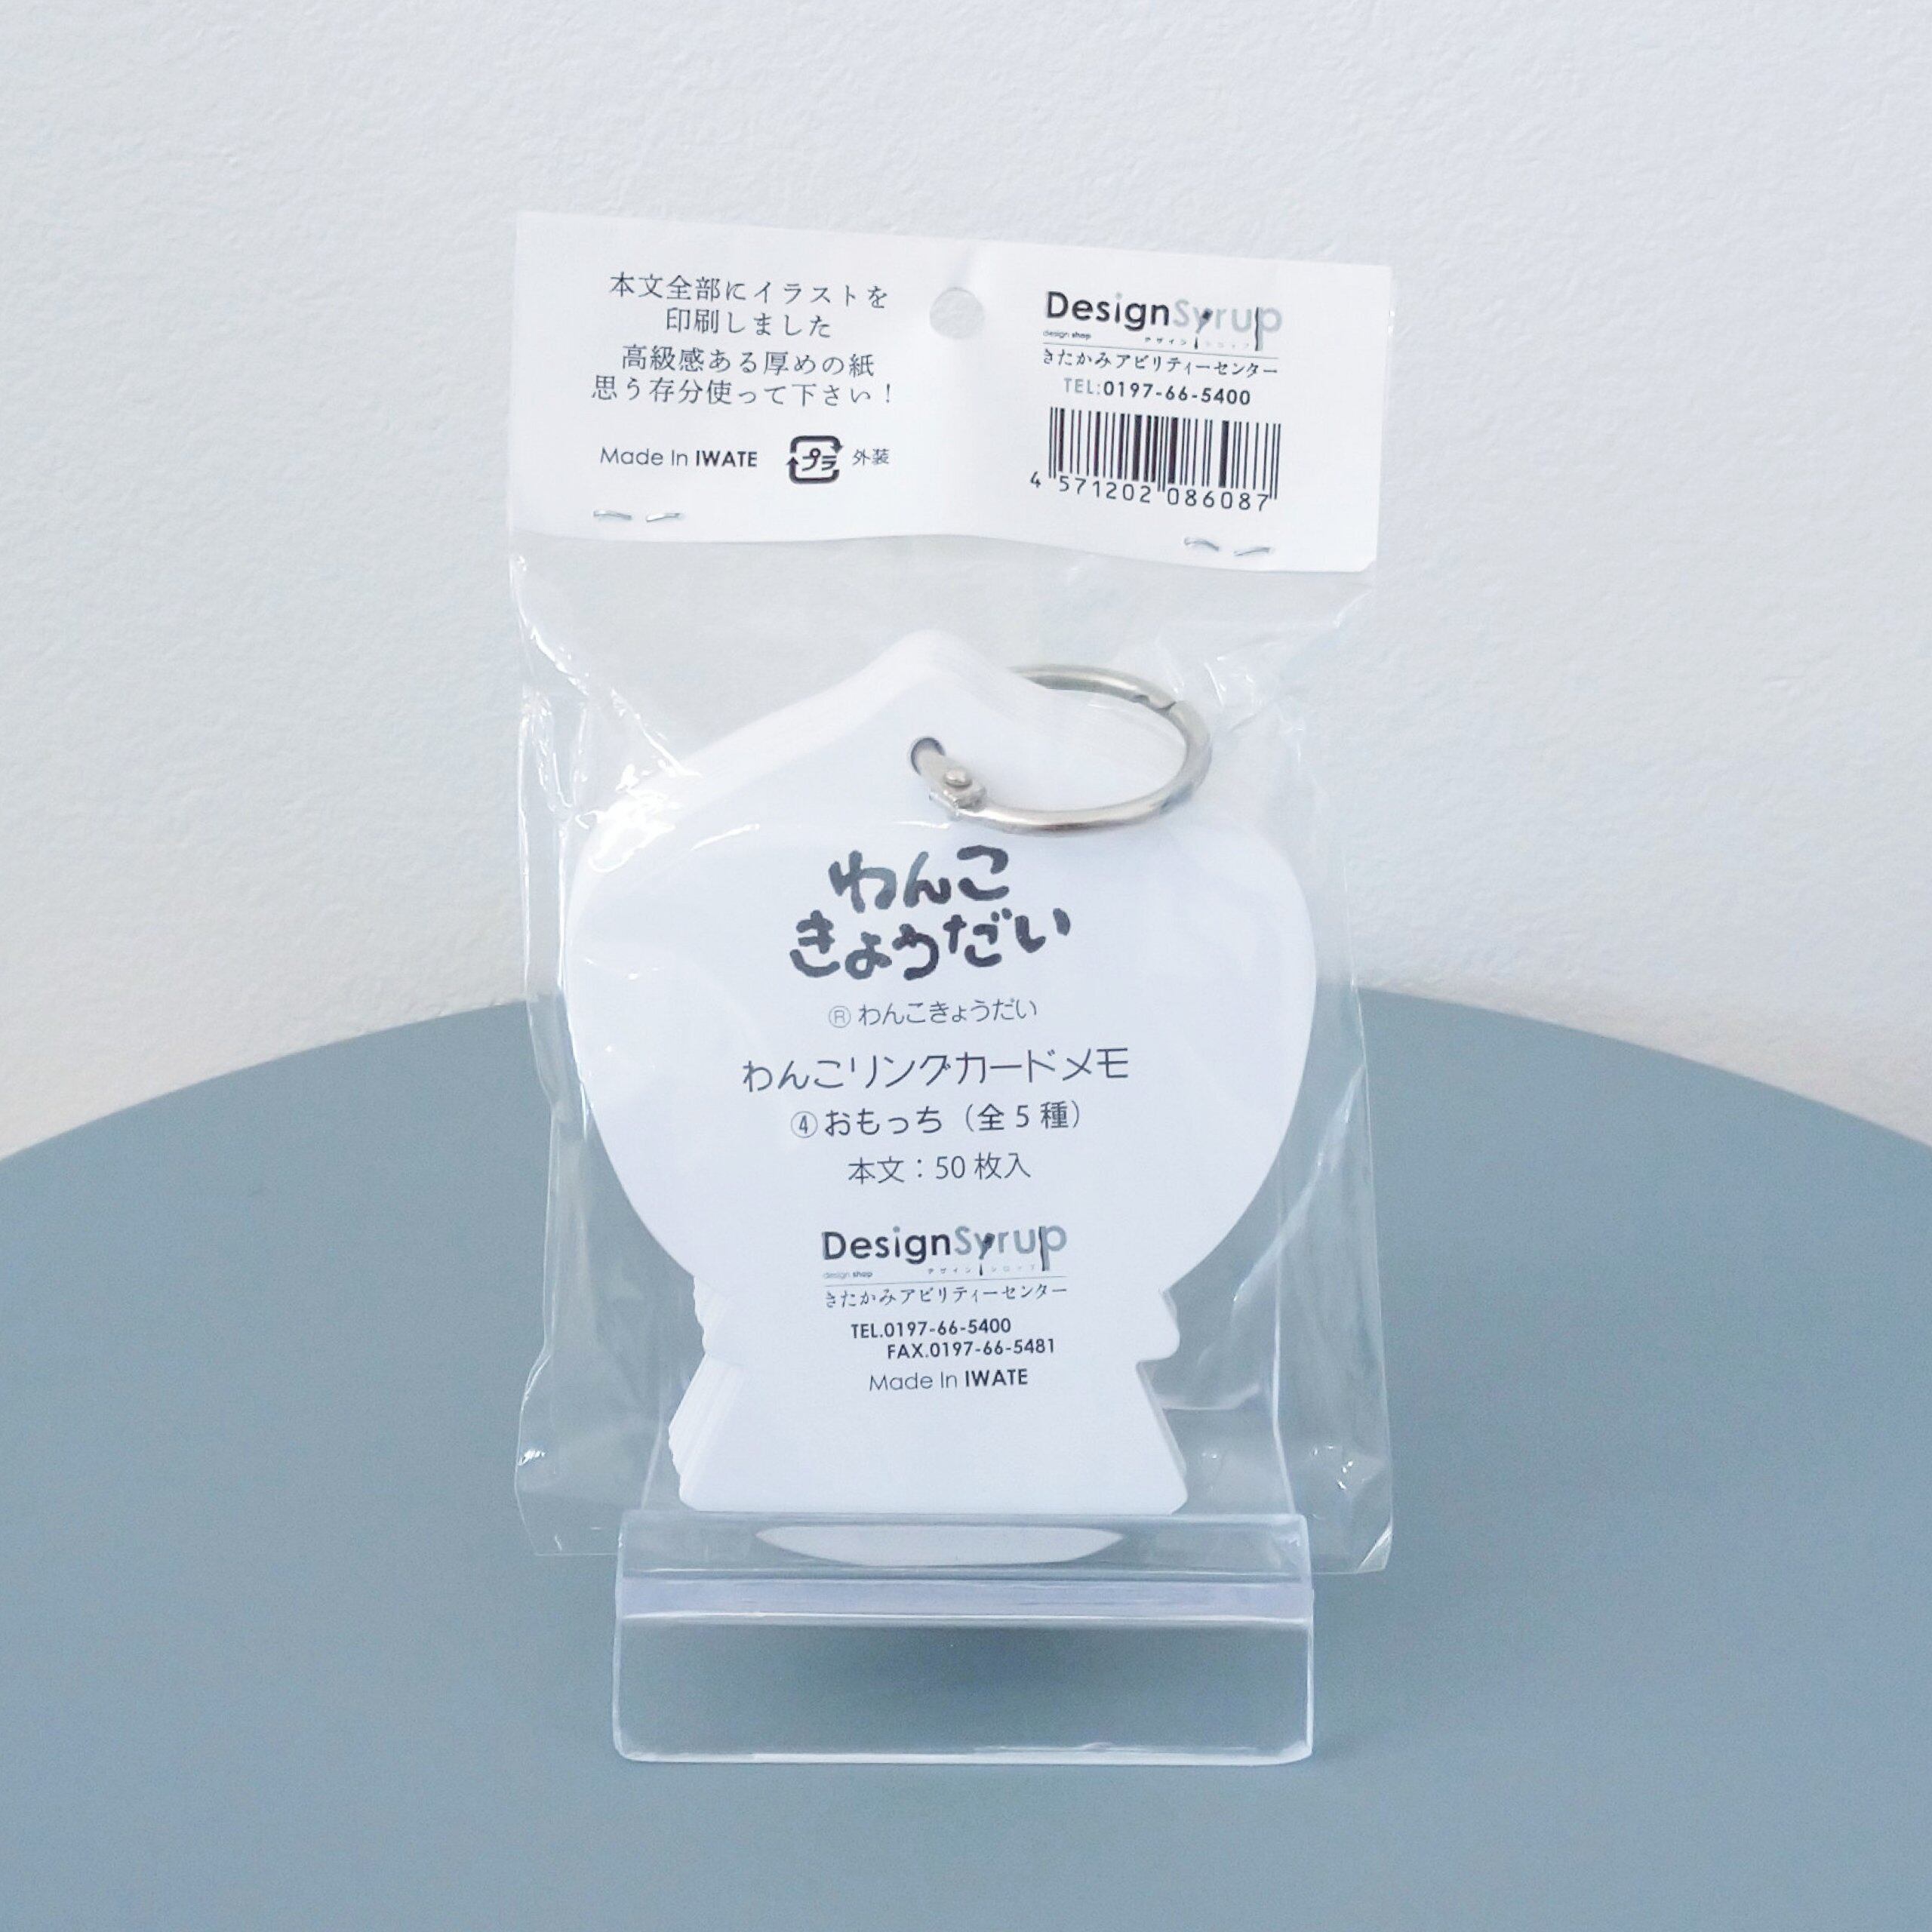 本文全部にイラストを
印刷しました
高級感ある厚めの紙
思う存分使って下さい！
Made In IWATE プラ 外装
DesignSyrup
design shop デザインシロップ
きたかみアビリティーセンター
TEL:0197-66-5400
4 571202 086087
わんこ
きょうだい
Ⓡ わんこきょうだい
わんこリングカードメモ
④おもっち（全5種）
本文：50枚入
DesignSyrup
design shop デザインシロップ
きたかみアビリティーセンター
TEL.0197-66-5400
FAX.0197-66-5481
Made In IWATE